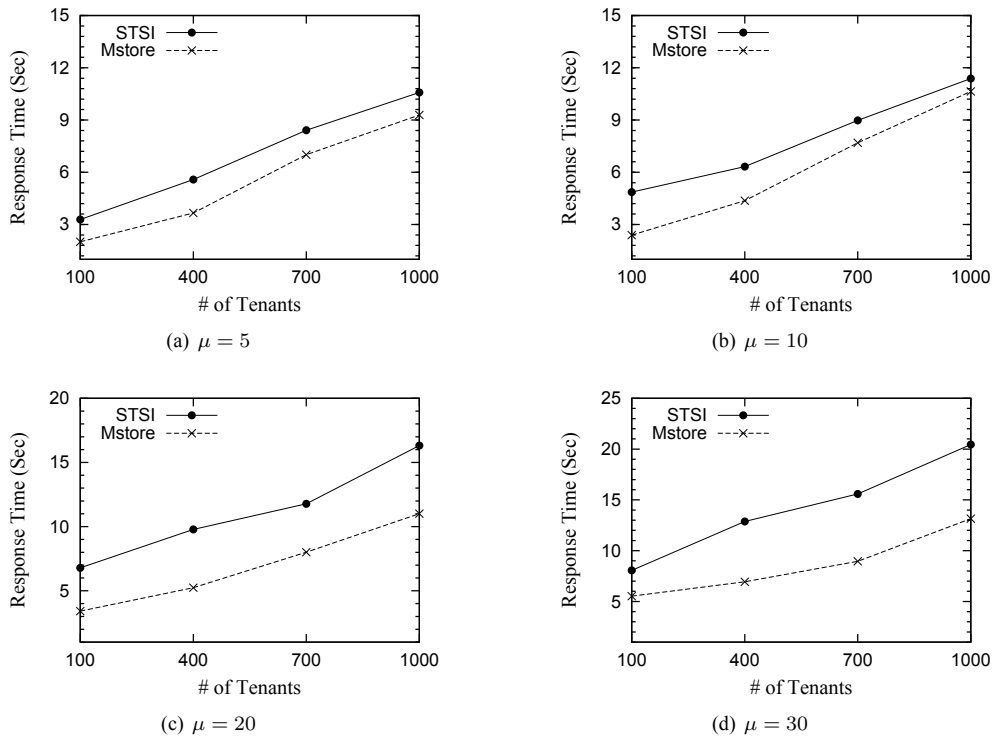 Response Time (Sec)
15
12
9
6
3
STSI
Mstore
100 400 700 1000
# of Tenants
(a) μ = 5
Response Time (Sec)
15
12
9
6
3
STSI
Mstore
100 400 700 1000
# of Tenants
(b) μ = 10
Response Time (Sec)
20
15
10
5
STSI
Mstore
100 400 700 1000
# of Tenants
(c) μ = 20
Response Time (Sec)
25
20
15
10
5
STSI
Mstore
100 400 700 1000
# of Tenants
(d) μ = 30